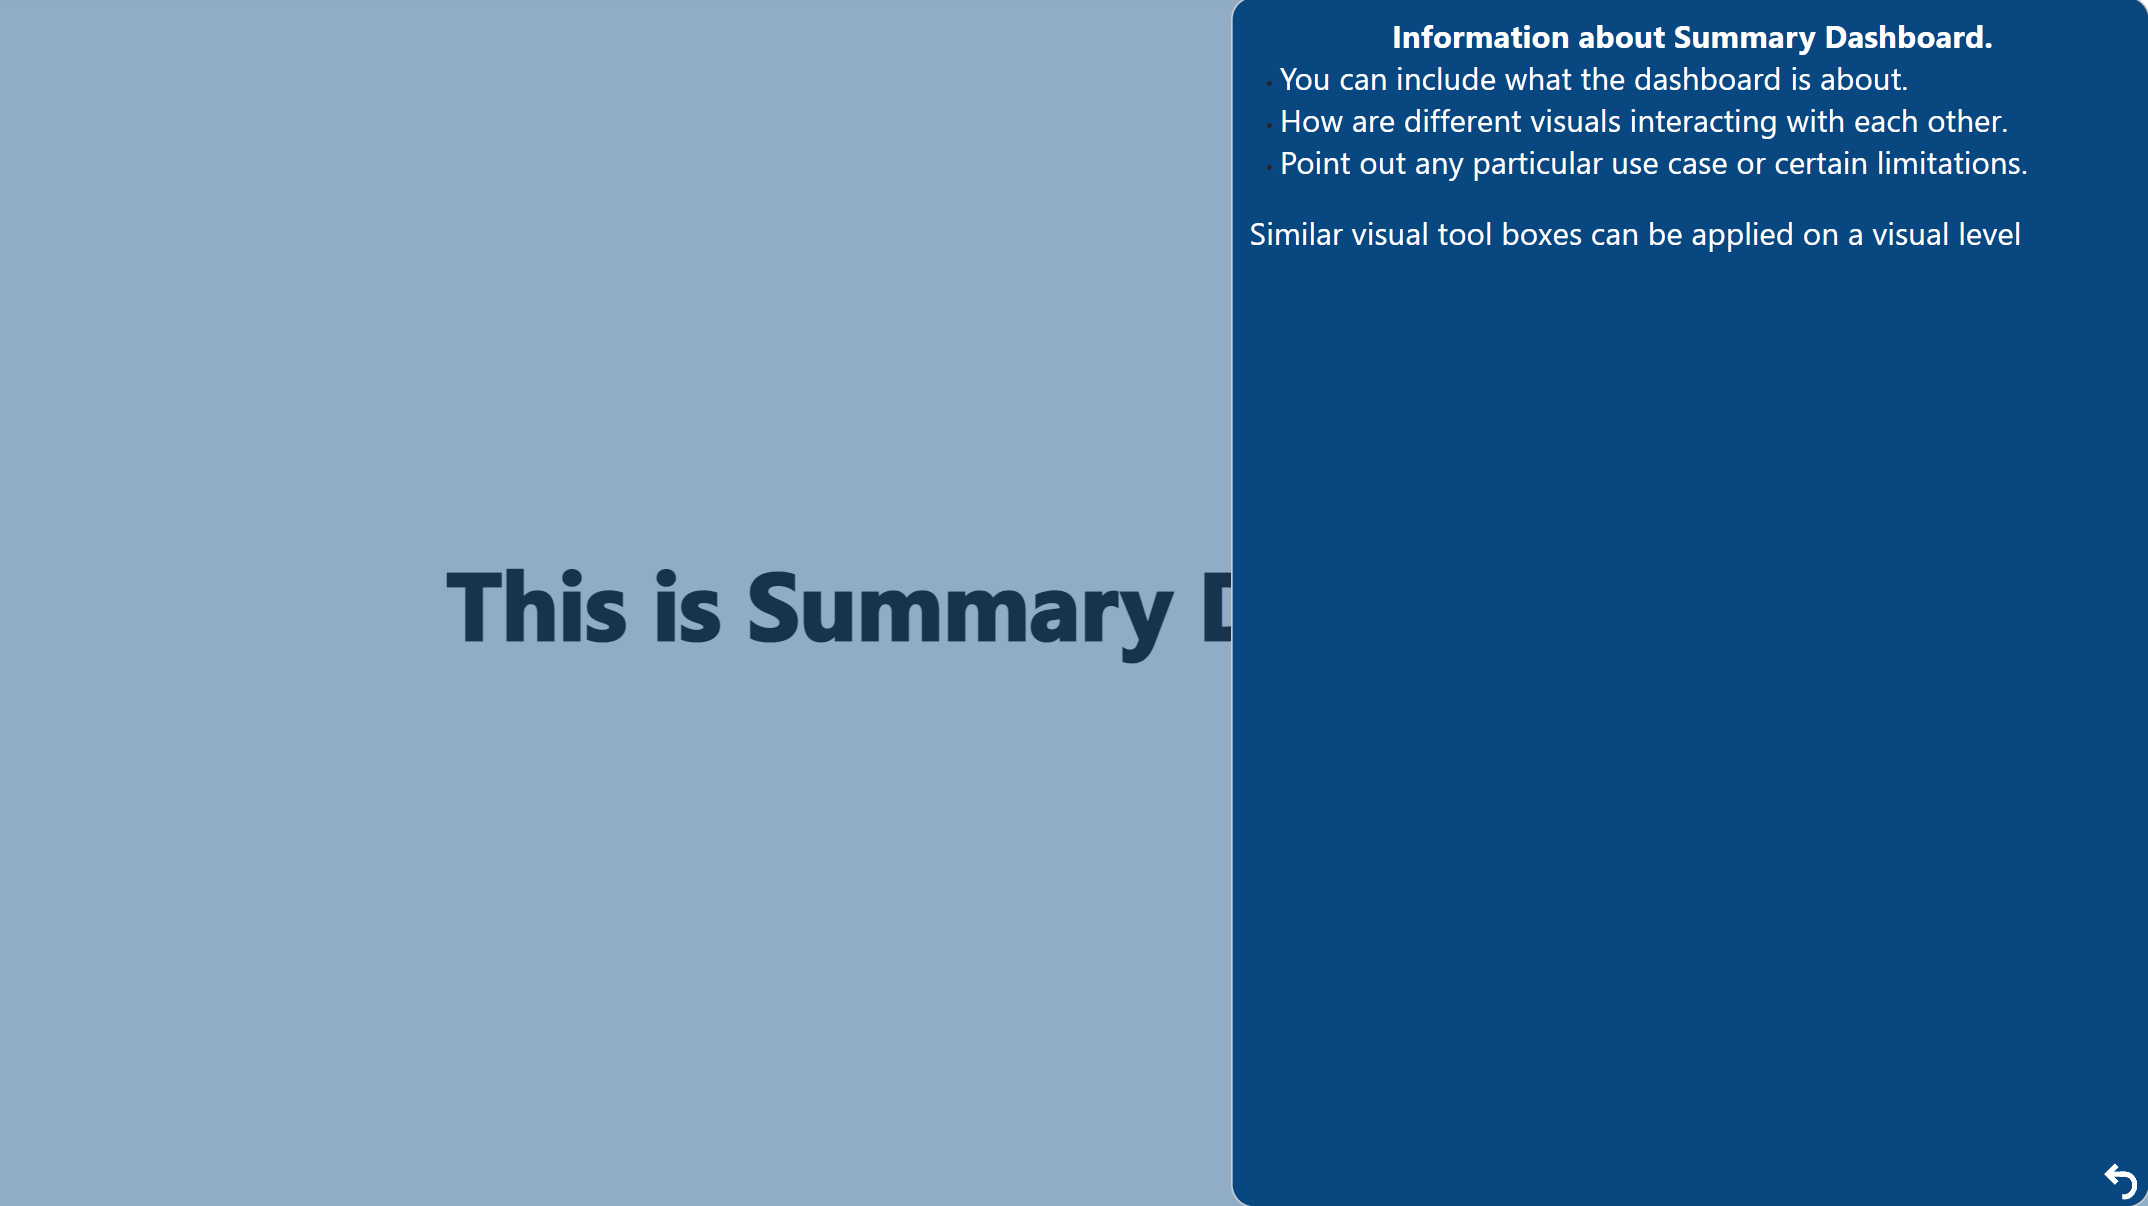 Information about Summary Dashboard.
• You can include what the dashboard is about.
• How are different visuals interacting with each other.
• Point out any particular use case or certain limitations.
Similar visual tool boxes can be applied on a visual level
This is Summary